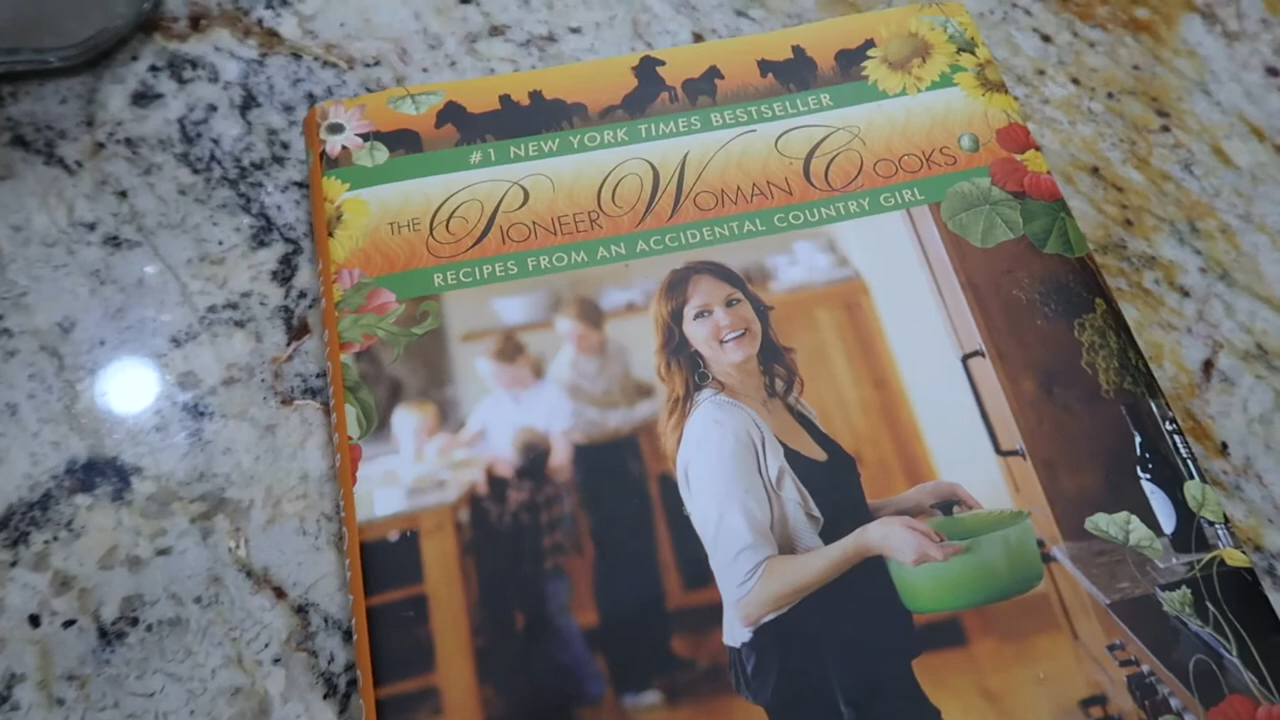 #1 NEW YORK TIMES BESTSELLER
THE PIONEER WOMAN COOKS
RECIPES FROM AN ACCIDENTAL COUNTRY GIRL